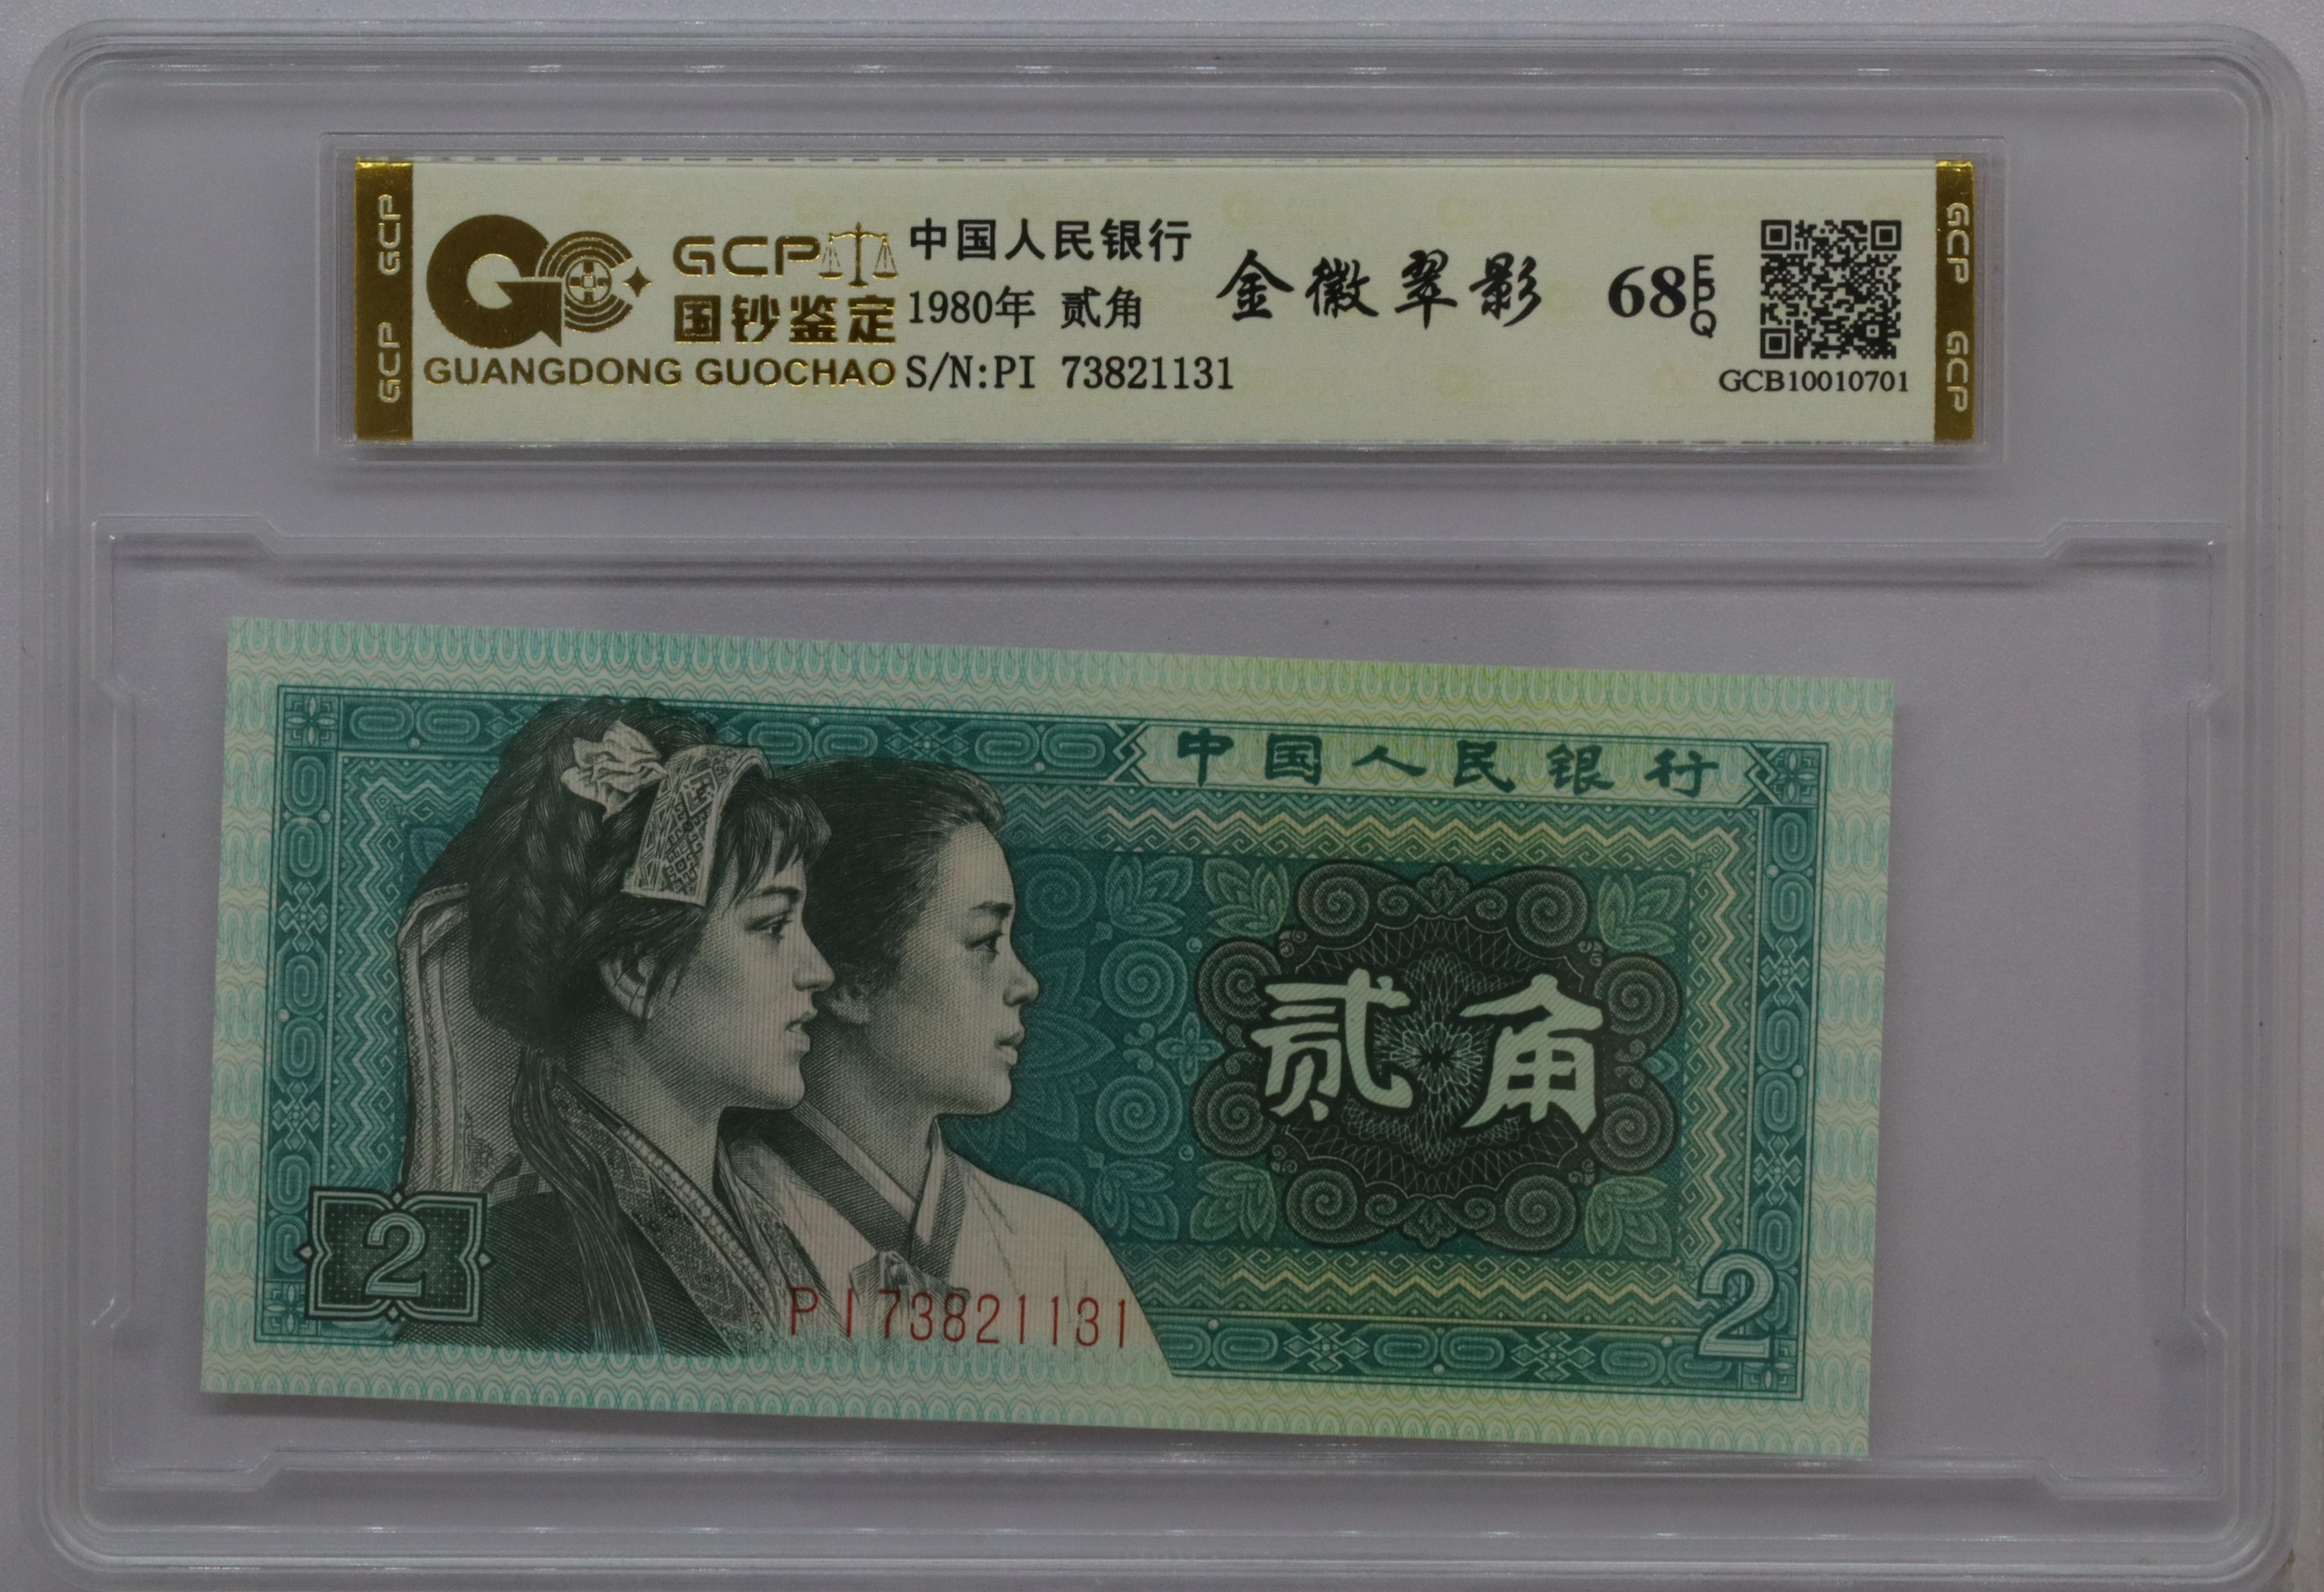 GCP
GCP
GCP
国钞鉴定
GUANGDONG GUOCHAO
中国人民银行
1980年 贰角
S/N:PI 73821131
金徽翠影
68
EPQ
GCB10010701
GCP
GCP
中国人民银行
贰角
2
PI73821131
2